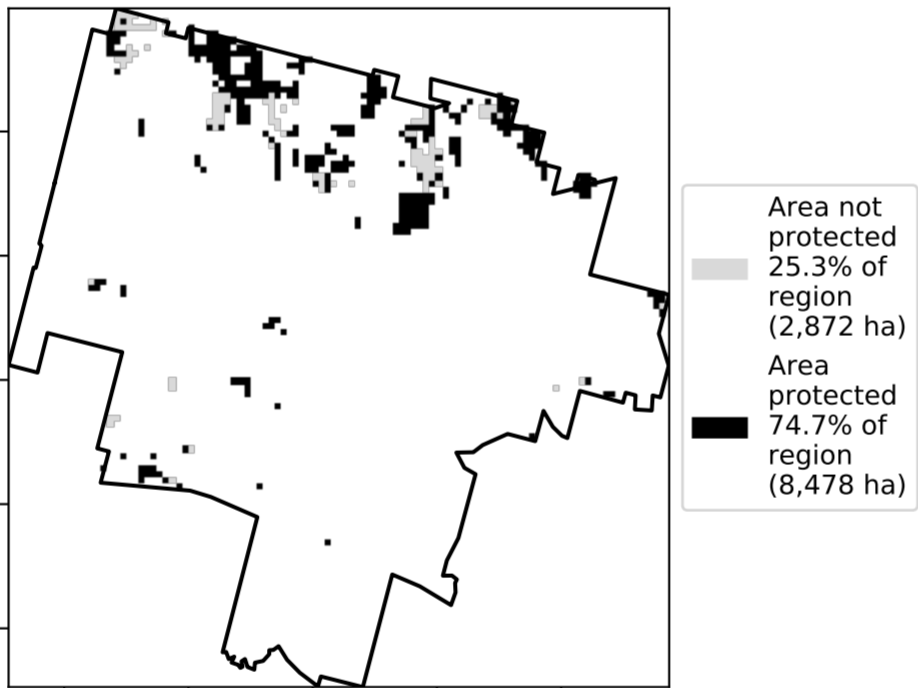 Area not
protected
25.3% of
region
(2,872 ha)
Area
protected
74.7% of
region
(8,478 ha)